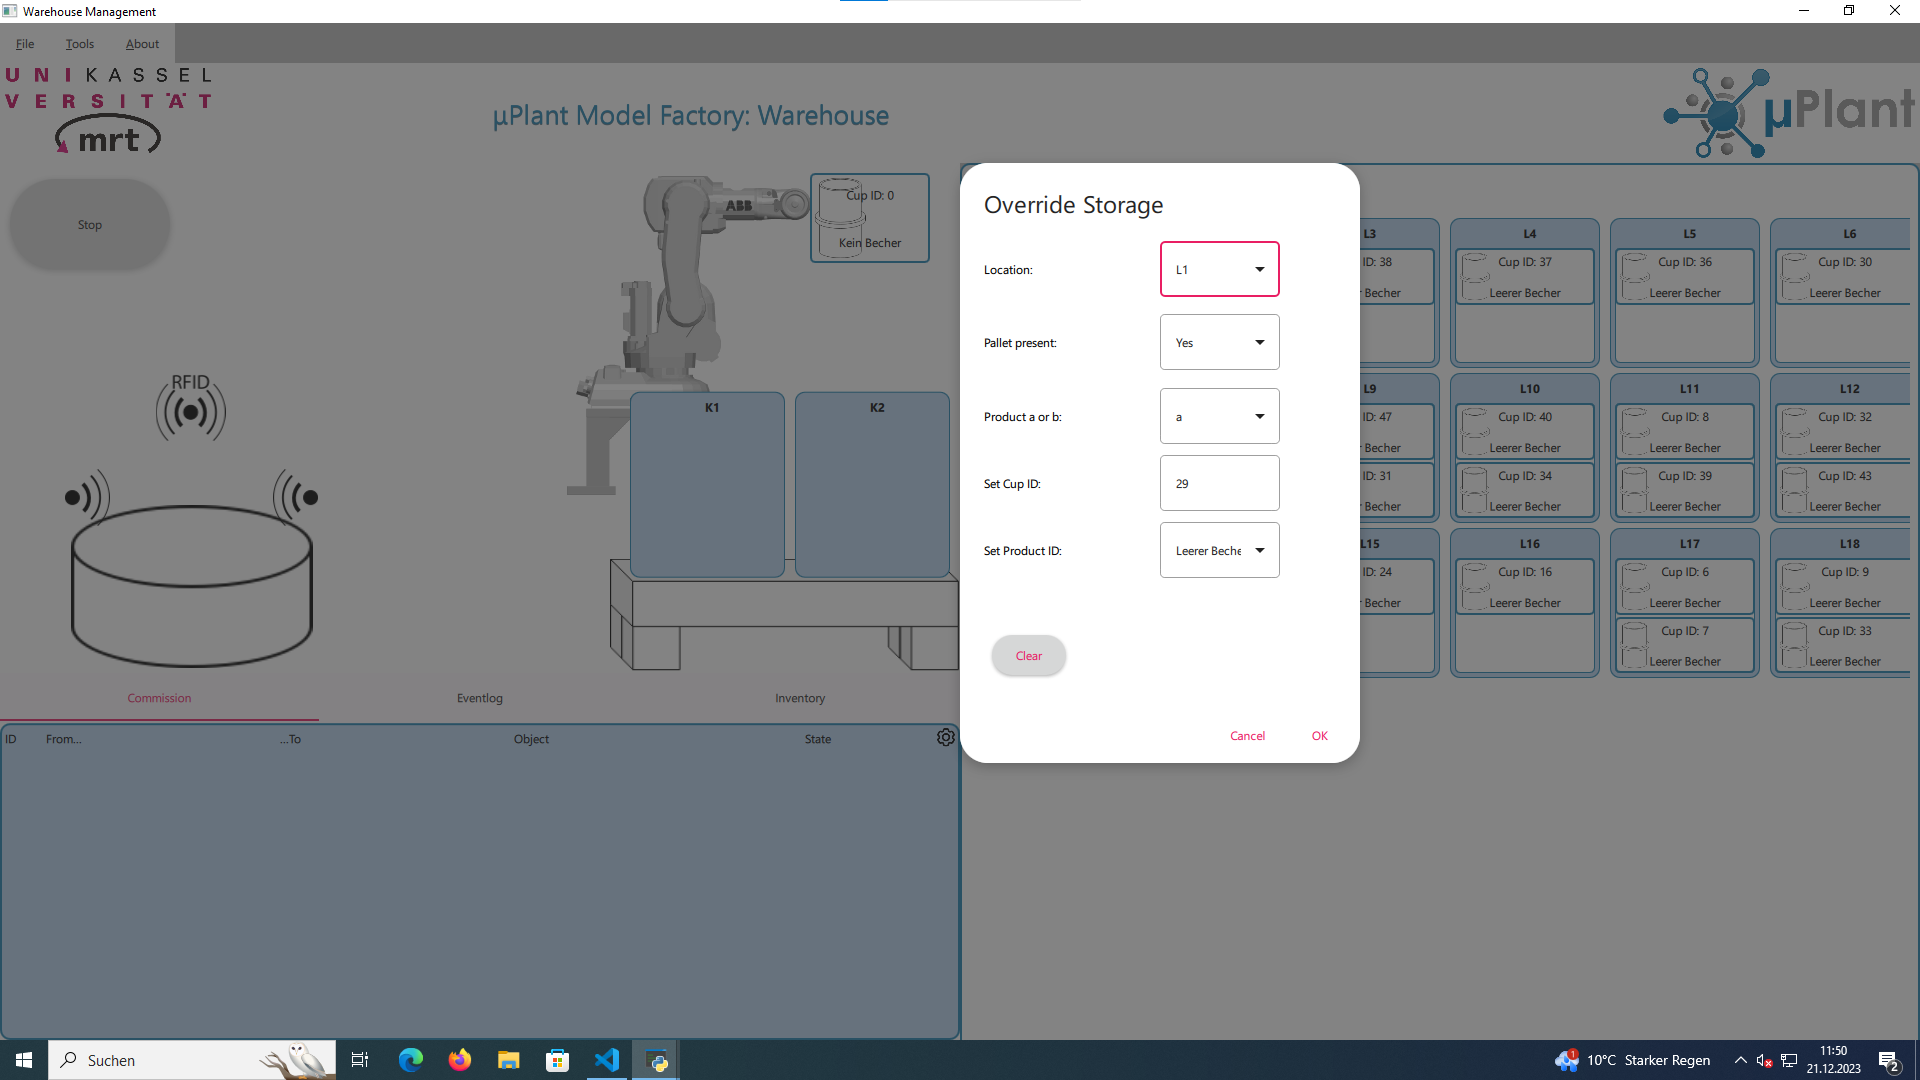 Warehouse Management
File Tools About
UNIKASSEL
VERSITÄT
mrt
µPlant Model Factory: Warehouse
µPlant
Stop
ABB
Cup ID: 0
Kein Becher
RFID
K1
K2
Override Storage
Location:
L1
Pallet present:
Yes
Product a or b:
a
Set Cup ID:
29
Set Product ID:
Leerer Beche
Clear
Cancel
OK
L3
ID: 38
Becher
L4
Cup ID: 37
Leerer Becher
L5
Cup ID: 36
Leerer Becher
L6
Cup ID: 30
Leerer Becher
L9
ID: 47
Becher
ID: 31
Becher
L10
Cup ID: 40
Leerer Becher
Cup ID: 34
Leerer Becher
L11
Cup ID: 8
Leerer Becher
Cup ID: 39
Leerer Becher
L12
Cup ID: 32
Leerer Becher
Cup ID: 43
Leerer Becher
L15
ID: 24
Becher
L16
Cup ID: 16
Leerer Becher
L17
Cup ID: 6
Leerer Becher
Cup ID: 7
Leerer Becher
L18
Cup ID: 9
Leerer Becher
Cup ID: 33
Leerer Becher
Commission
Eventlog
Inventory
ID From... ...To Object State
Suchen
1
10°C Starker Regen
11:50
21.12.2023
2